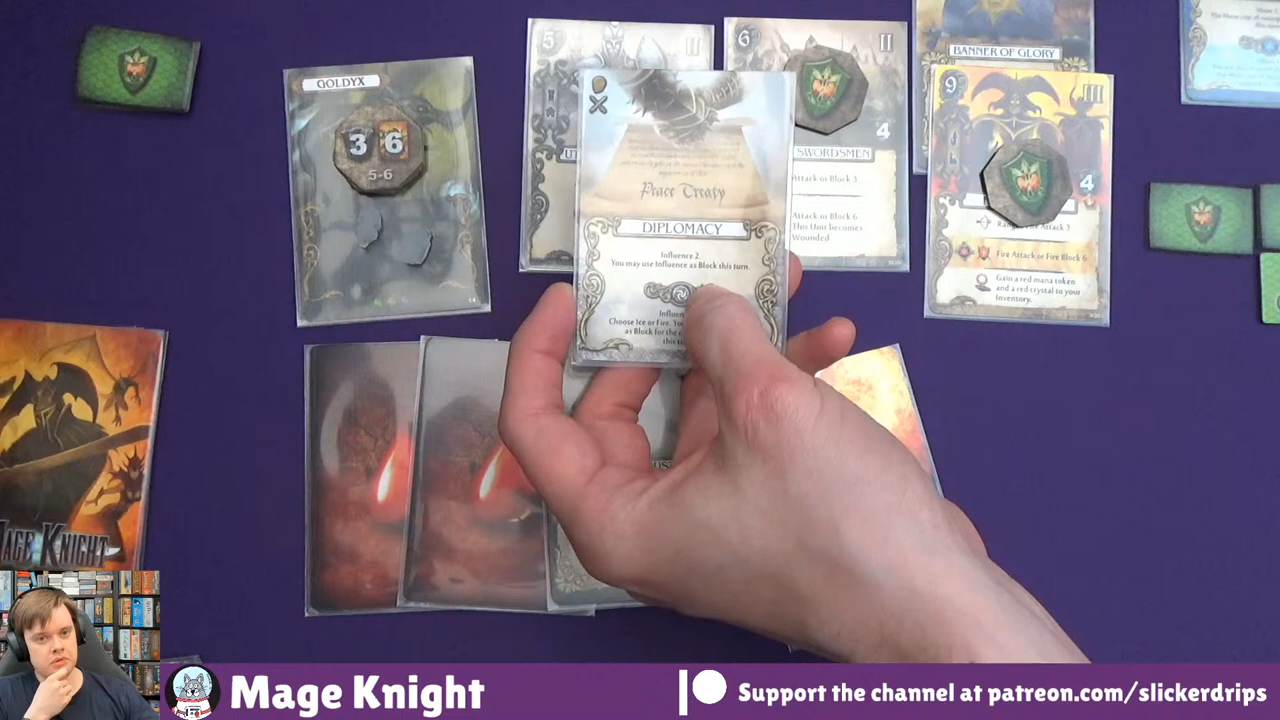 GOLDYX
3 6
5-6
5
II
6
II
4
SWORDSMEN
Attack or Block 3
Attack or Block 6
This Unit becomes
Wounded
BANNER OF GLORY
9
III
4
Attack 3
Fire Attack or Fire Block 6
Gain a red mana token
and a red crystal to your
Inventory.
Peace Treaty
DIPLOMACY
Influence 2.
You may use Influence as Block this turn.
Choose Ice or Fire.
as Block for the
this
MAGE KNIGHT
Mage Knight
Support the channel at patreon.com/slickerdrips